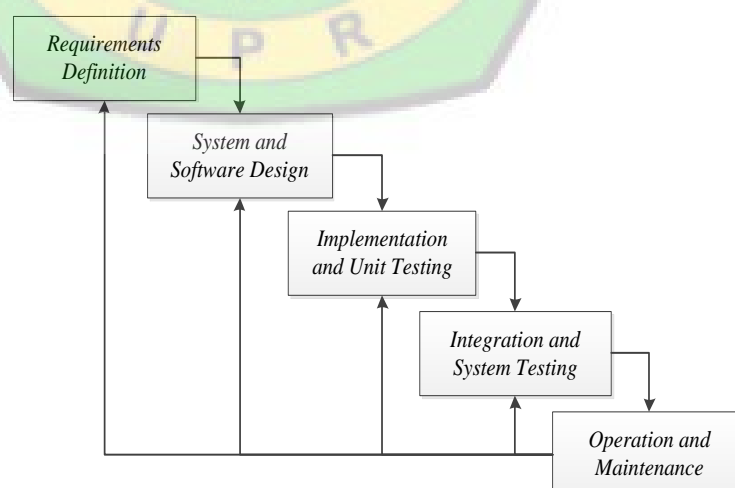 U P R
Requirements
Definition
System and
Software Design
Implementation
and Unit Testing
Integration and
System Testing
Operation and
Maintenance